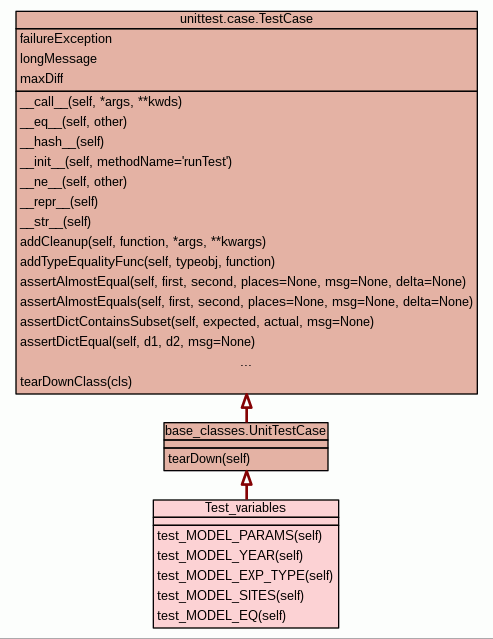 unittest.case.TestCase
failureException
longMessage
maxDiff
__call__(self, *args, **kwds)
__eq__(self, other)
__hash__(self)
__init__(self, methodName='runTest')
__ne__(self, other)
__repr__(self)
__str__(self)
addCleanup(self, function, *args, **kwargs)
addTypeEqualityFunc(self, typeobj, function)
assertAlmostEqual(self, first, second, places=None, msg=None, delta=None)
assertAlmostEquals(self, first, second, places=None, msg=None, delta=None)
assertDictContainsSubset(self, expected, actual, msg=None)
assertDictEqual(self, d1, d2, msg=None)
...
tearDownClass(cls)
base_classes.UnitTestCase
tearDown(self)
Test_variables
test_MODEL_PARAMS(self)
test_MODEL_YEAR(self)
test_MODEL_EXP_TYPE(self)
test_MODEL_SITES(self)
test_MODEL_EQ(self)